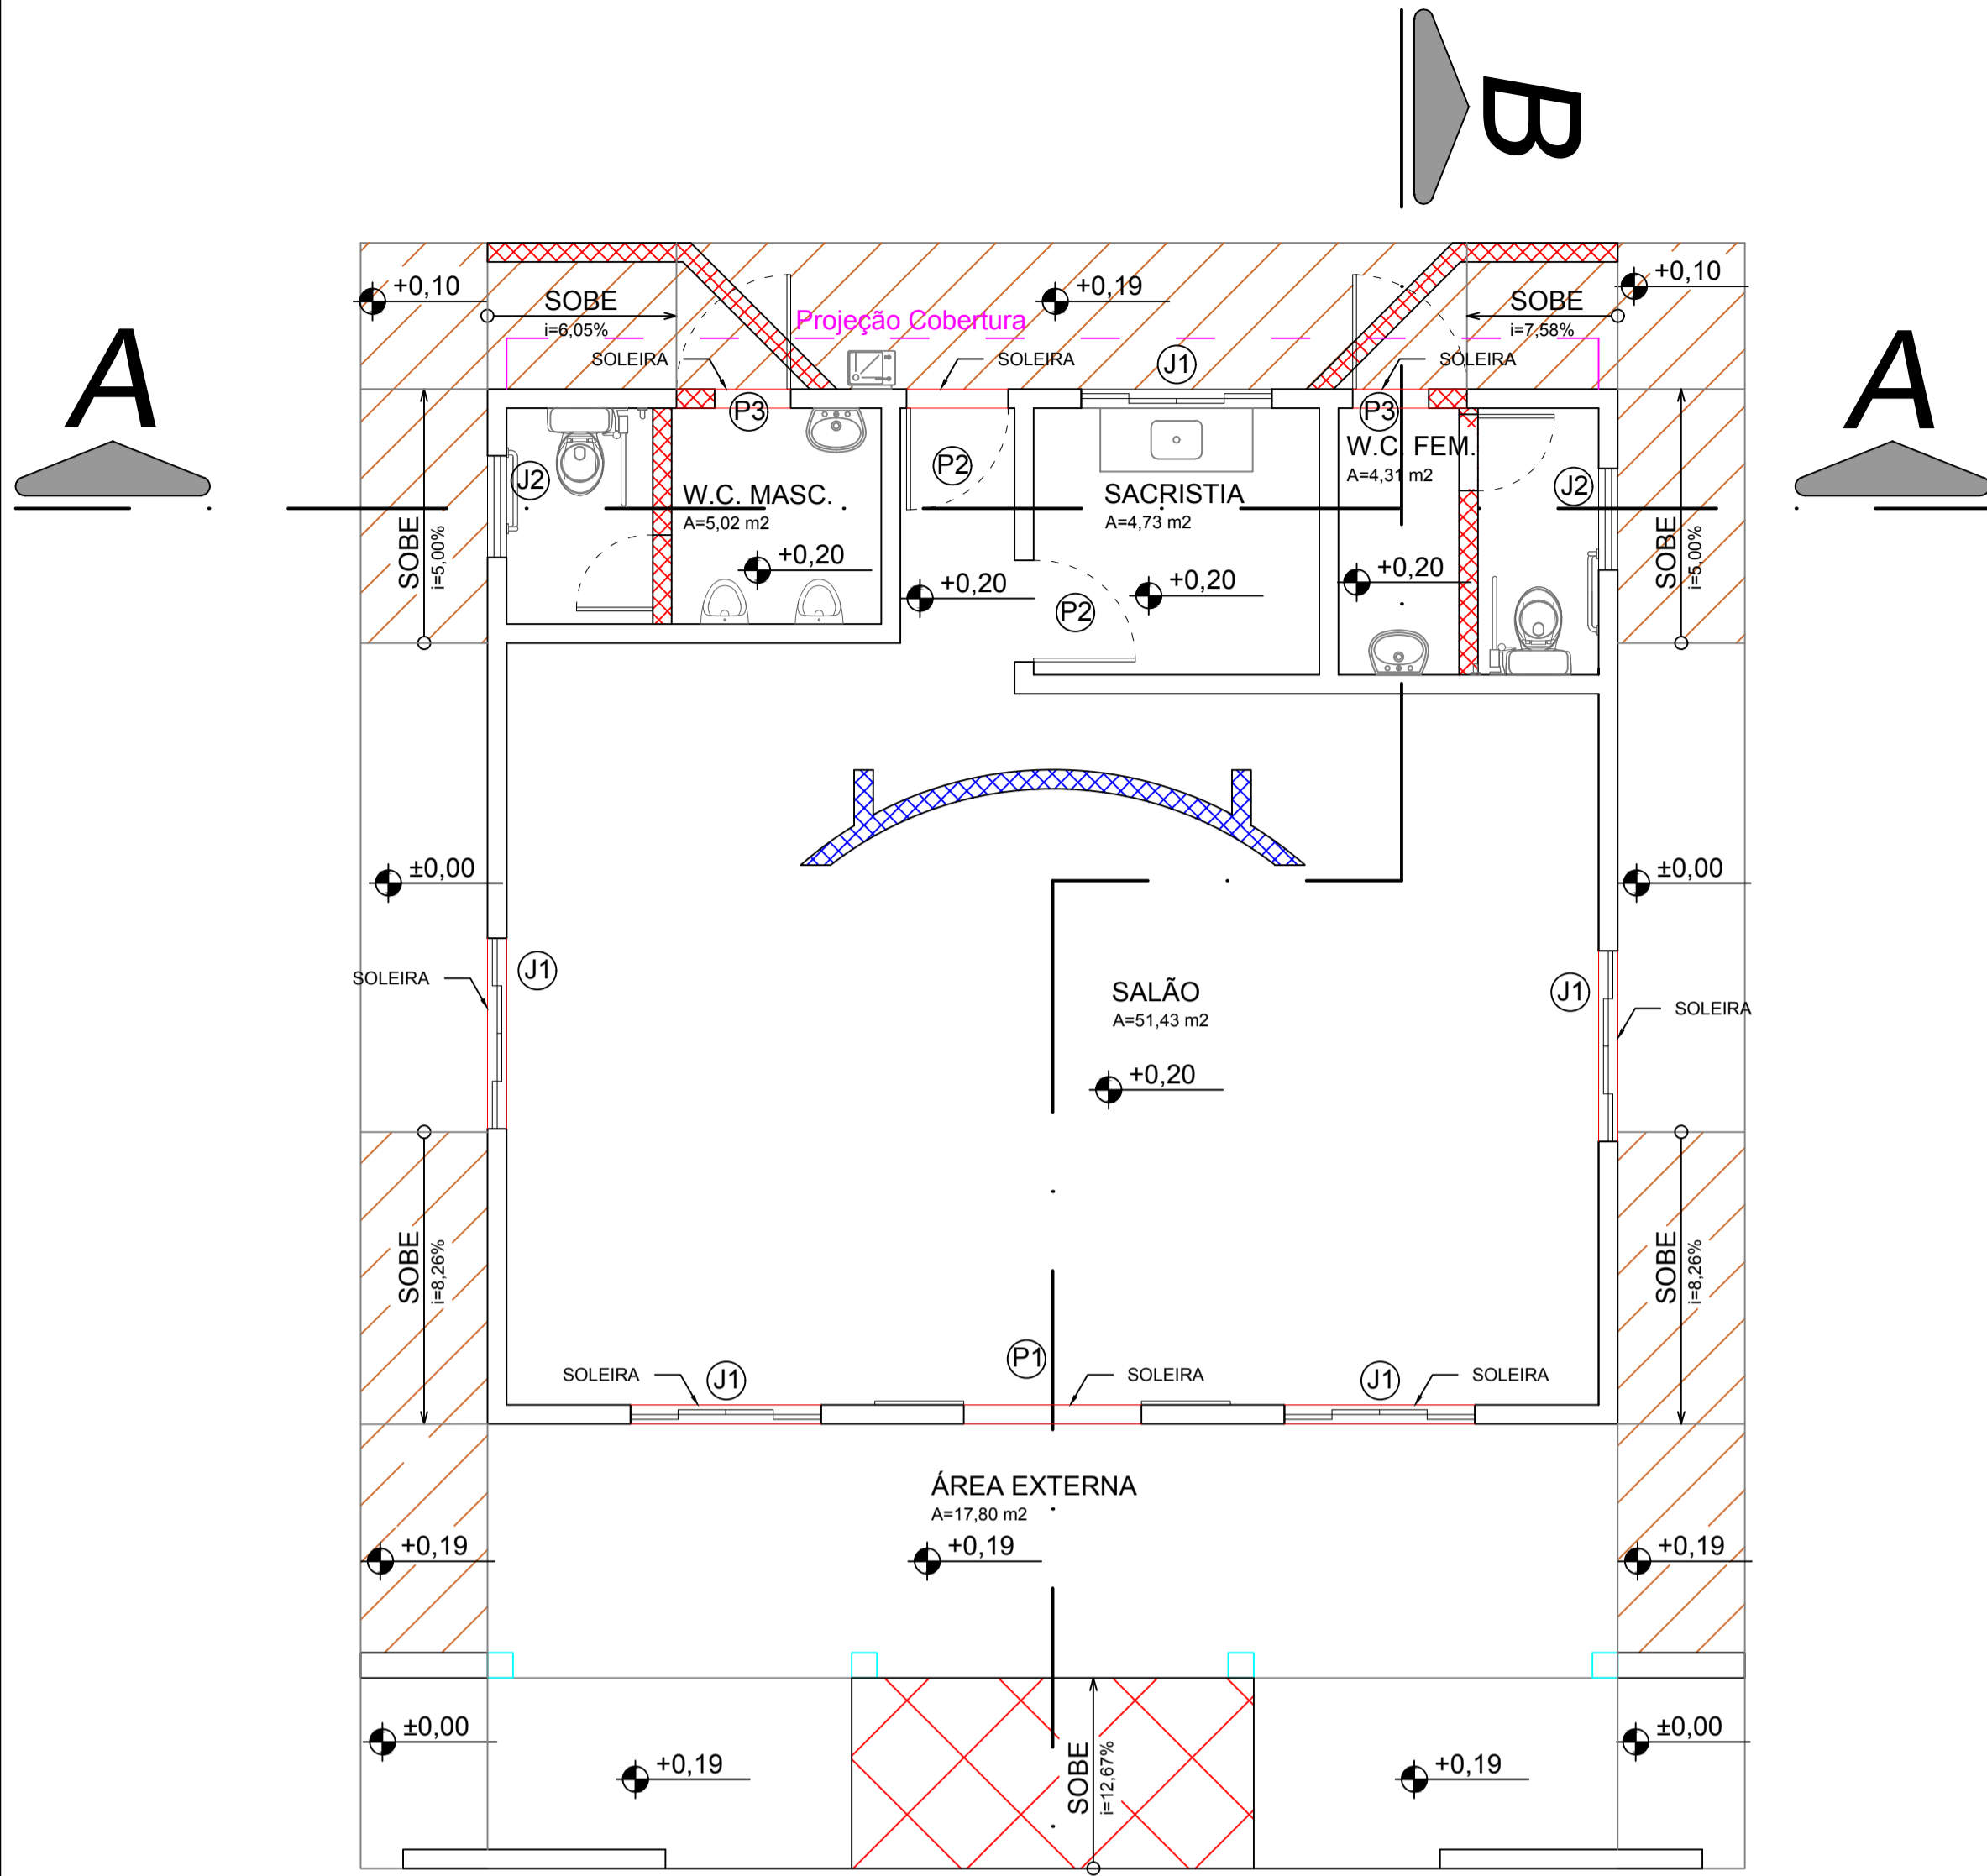 B
+0,10
SOBE
i=6,05%
+0,19
SOBE
i=7,58%
+0,10
Projeção Cobertura
SOLEIRA
SOLEIRA
J1
SOLEIRA
A
A
P3
P3
J2
W.C. MASC.
A=5,02 m2
P2
SACRISTIA
A=4,73 m2
W.C. FEM.
A=4,31 m2
J2
SOBE
i=5,00%
+0,20
+0,20
P2
+0,20
+0,20
SOBE
i=5,00%
±0,00
±0,00
SOLEIRA
J1
SALÃO
A=51,43 m2
J1
SOLEIRA
+0,20
SOBE
i=8,26%
SOBE
i=8,26%
SOLEIRA
J1
P1
SOLEIRA
J1
SOLEIRA
ÁREA EXTERNA
A=17,80 m2
+0,19
+0,19
+0,19
±0,00
±0,00
+0,19
SOBE
i=12,67%
+0,19